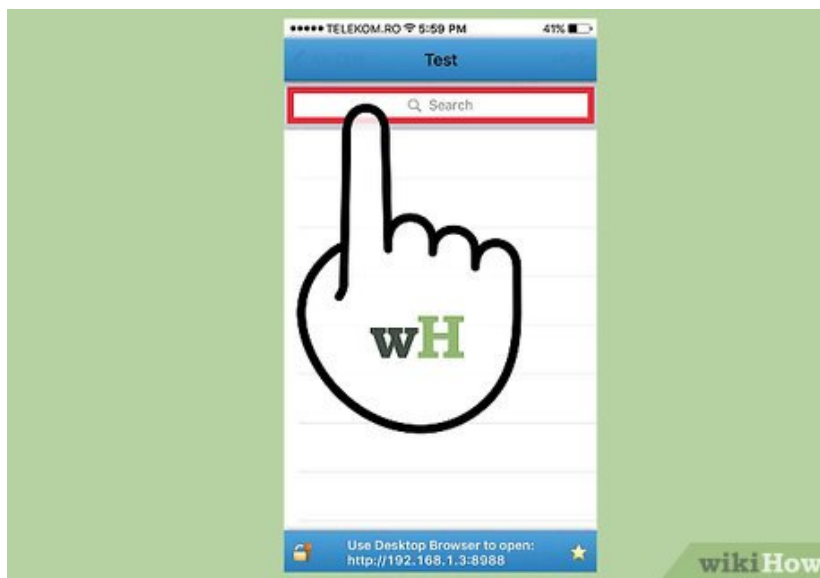 TELEKOM.RO 5:59 PM 41%
Test
Search
wH
Use Desktop Browser to open:
http://192.168.1.3:8988
wikiHow